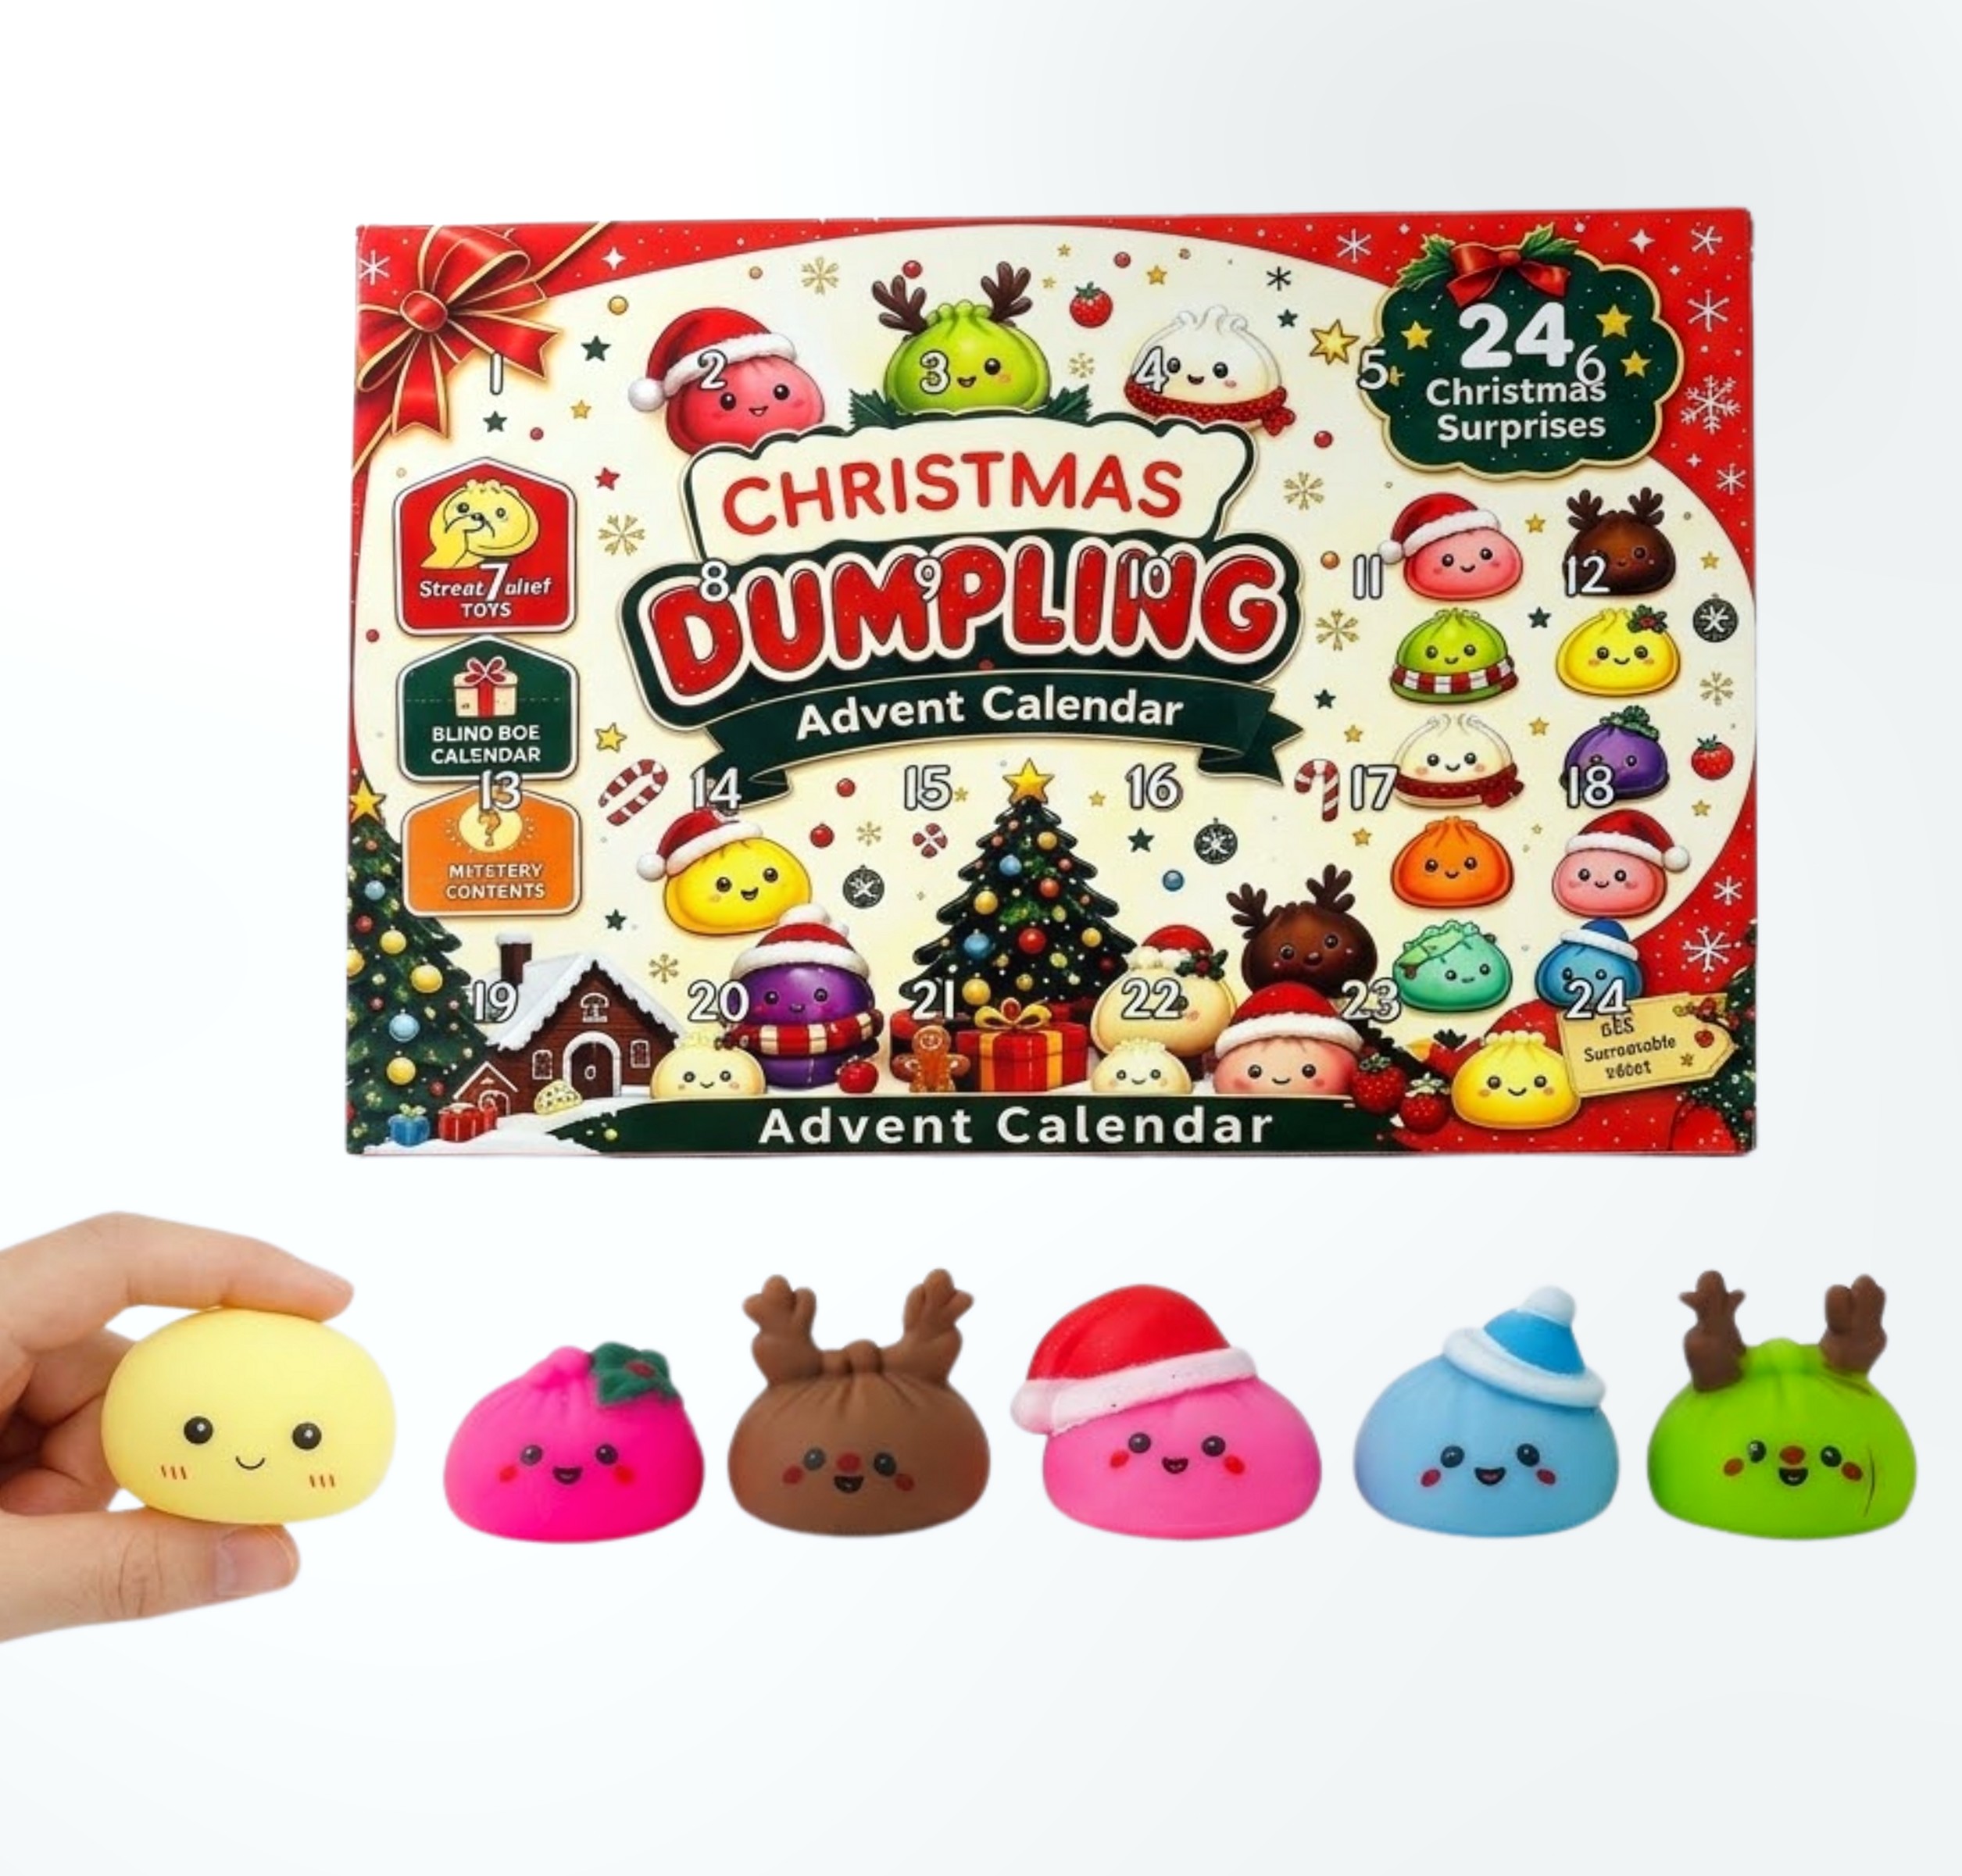 1 2 3 4 5 6
24
Christmas
Surprises
CHRISTMAS
DUMPLING
Advent Calendar
7 8 9 10 11 12
TOYS
BLIND BOE
CALENDAR
13 14 15 16 17 18
MITETERY
CONTENTS
19 20 21 22 23 24
Advent Calendar